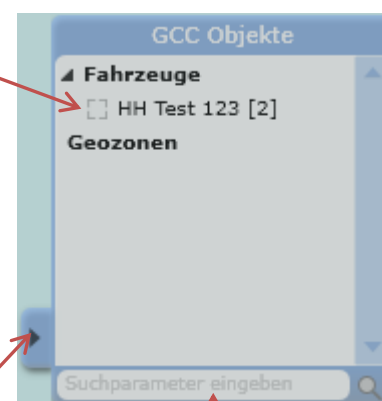 GCC Objekte
Fahrzeuge
HH Test 123 [2]
Geozonen
Suchparameter eingeben